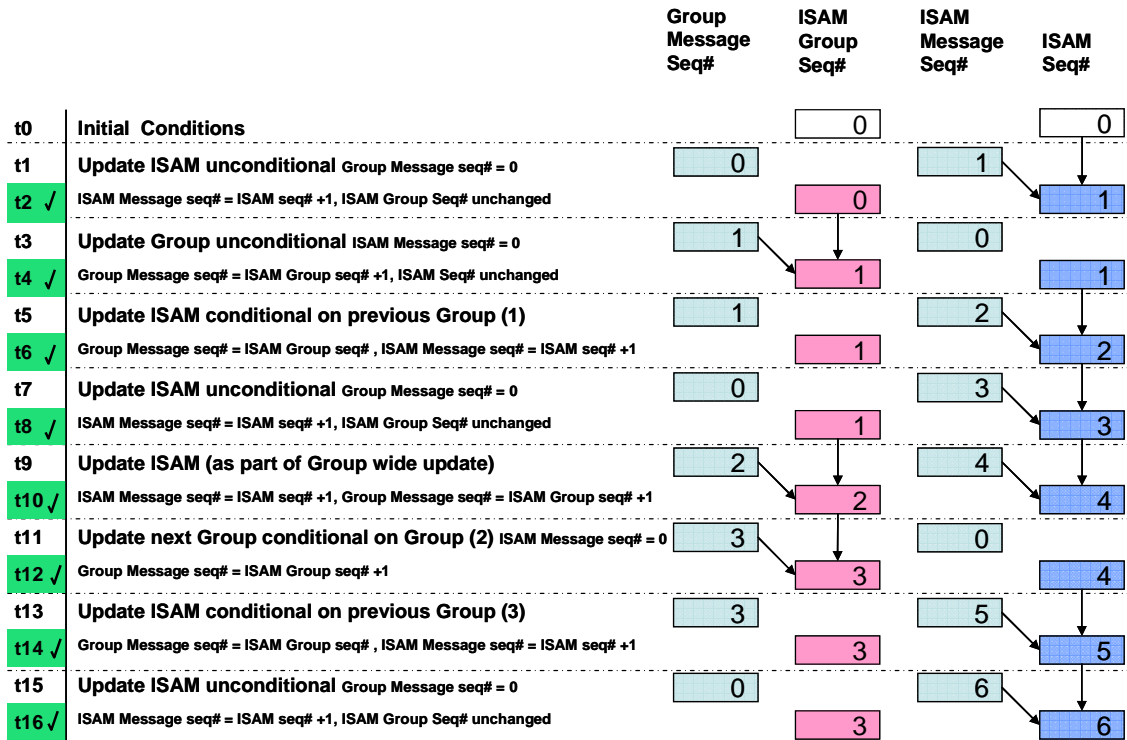 Group Message Seq#
ISAM Group Seq#
ISAM Message Seq#
ISAM Seq#
t0 Initial Conditions 0 0
t1 Update ISAM unconditional Group Message seq# = 0 0 1
t2 √ ISAM Message seq# = ISAM seq# +1, ISAM Group Seq# unchanged 0 1
t3 Update Group unconditional ISAM Message seq# = 0 1 0
t4 √ Group Message seq# = ISAM Group seq# +1, ISAM Seq# unchanged 1 1
t5 Update ISAM conditional on previous Group (1) 1 2
t6 √ Group Message seq# = ISAM Group seq# , ISAM Message seq# = ISAM seq# +1 1 2
t7 Update ISAM unconditional Group Message seq# = 0 0 3
t8 √ ISAM Message seq# = ISAM seq# +1, ISAM Group Seq# unchanged 1 3
t9 Update ISAM (as part of Group wide update) 2 4
t10 √ ISAM Message seq# = ISAM seq# +1, Group Message seq# = ISAM Group seq# +1 2 4
t11 Update next Group conditional on Group (2) ISAM Message seq# = 0 3 0
t12 √ Group Message seq# = ISAM Group seq# +1 3 4
t13 Update ISAM conditional on previous Group (3) 3 5
t14 √ Group Message seq# = ISAM Group seq# , ISAM Message seq# = ISAM seq# +1 3 5
t15 Update ISAM unconditional Group Message seq# = 0 0 6
t16 √ ISAM Message seq# = ISAM seq# +1, ISAM Group Seq# unchanged 3 6